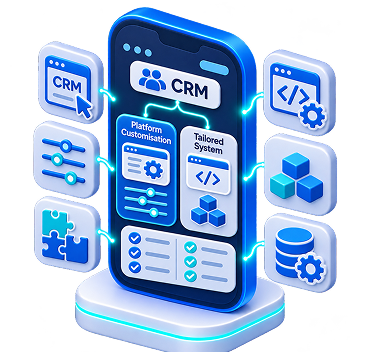 CRM
CRM
Platform
Customisation
Tailored
System
</>
</>